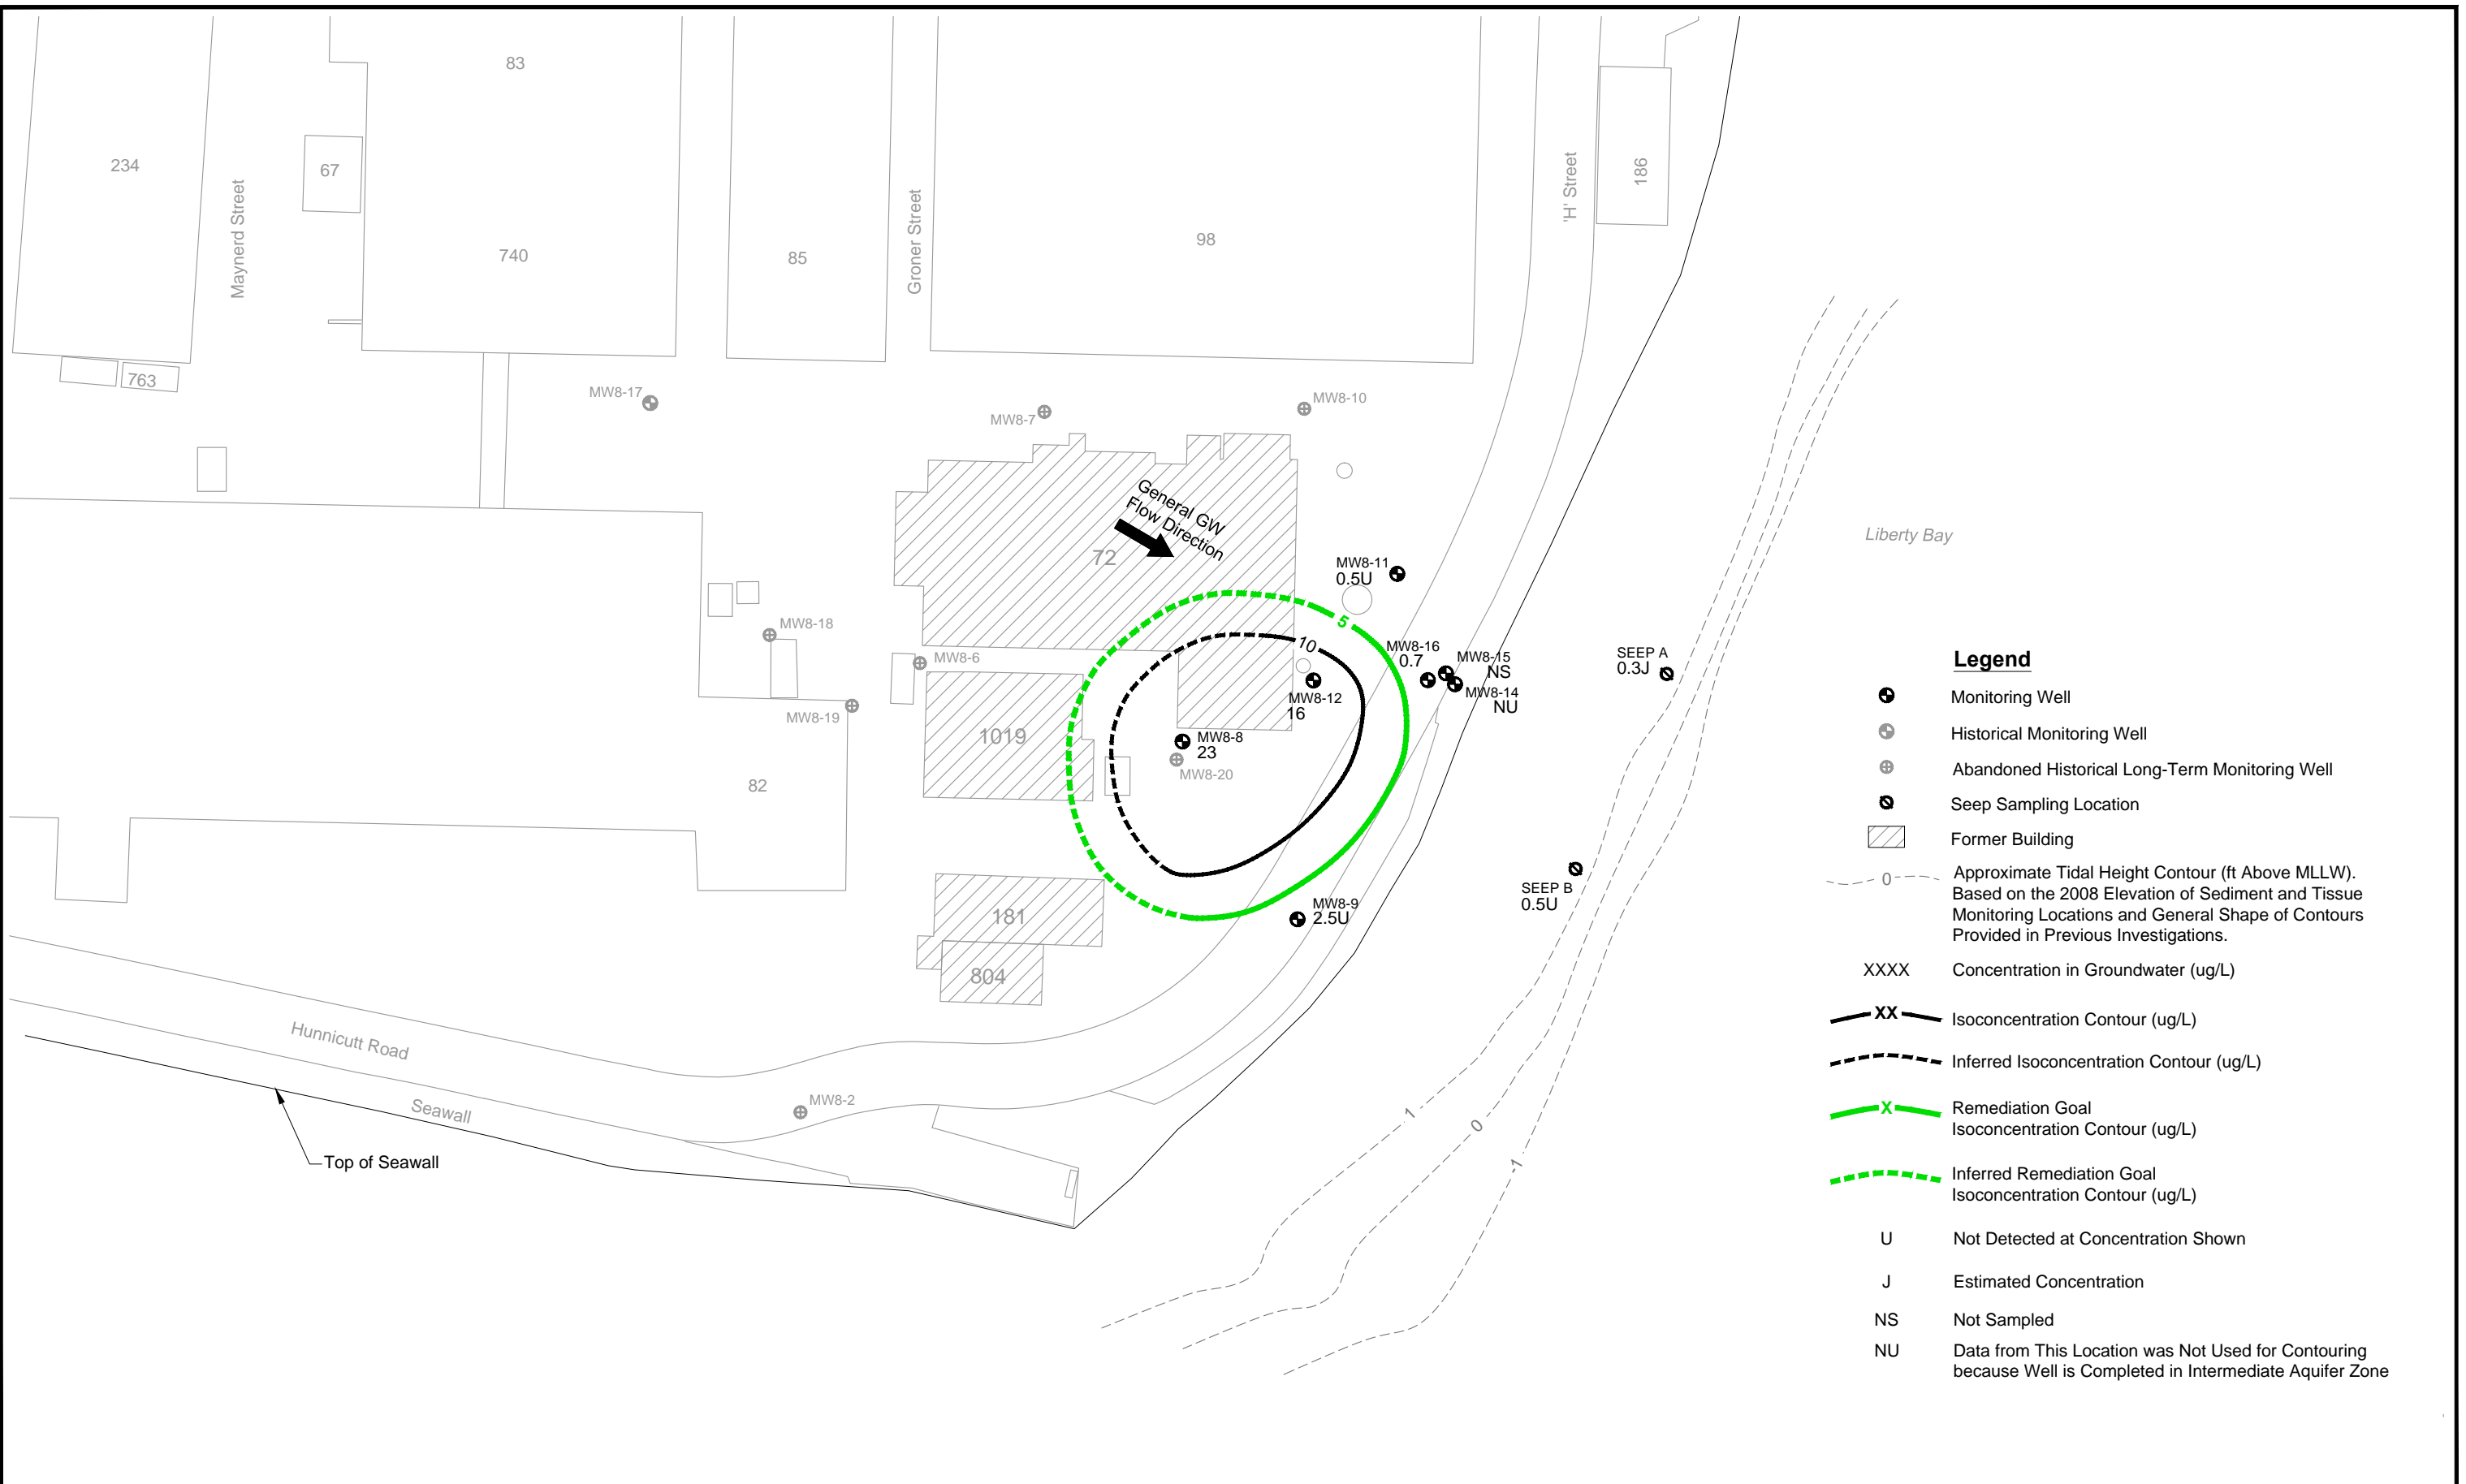 83
234
67
Maynerd Street
740
85
Groner Street
98
'H' Street
186
763
MW8-17
MW8-7
MW8-10
General GW
Flow Direction
72
Liberty Bay
MW8-11
0.5U
5
10
MW8-18
MW8-6
MW8-16
0.7
MW8-15
NS
MW8-14
NU
SEEP A
0.3J
MW8-12
16
MW8-19
1019
MW8-8
23
MW8-20
82
SEEP B
0.5U
MW8-9
2.5U
181
804
Hunnicutt Road
Seawall
MW8-2
Top of Seawall
1
0
-1
Legend
Monitoring Well
Historical Monitoring Well
Abandoned Historical Long-Term Monitoring Well
Seep Sampling Location
Former Building
0
Approximate Tidal Height Contour (ft Above MLLW).
Based on the 2008 Elevation of Sediment and Tissue
Monitoring Locations and General Shape of Contours
Provided in Previous Investigations.
XXXX Concentration in Groundwater (ug/L)
XX Isoconcentration Contour (ug/L)
Inferred Isoconcentration Contour (ug/L)
X Remediation Goal
Isoconcentration Contour (ug/L)
Inferred Remediation Goal
Isoconcentration Contour (ug/L)
U Not Detected at Concentration Shown
J Estimated Concentration
NS Not Sampled
NU Data from This Location was Not Used for Contouring
because Well is Completed in Intermediate Aquifer Zone